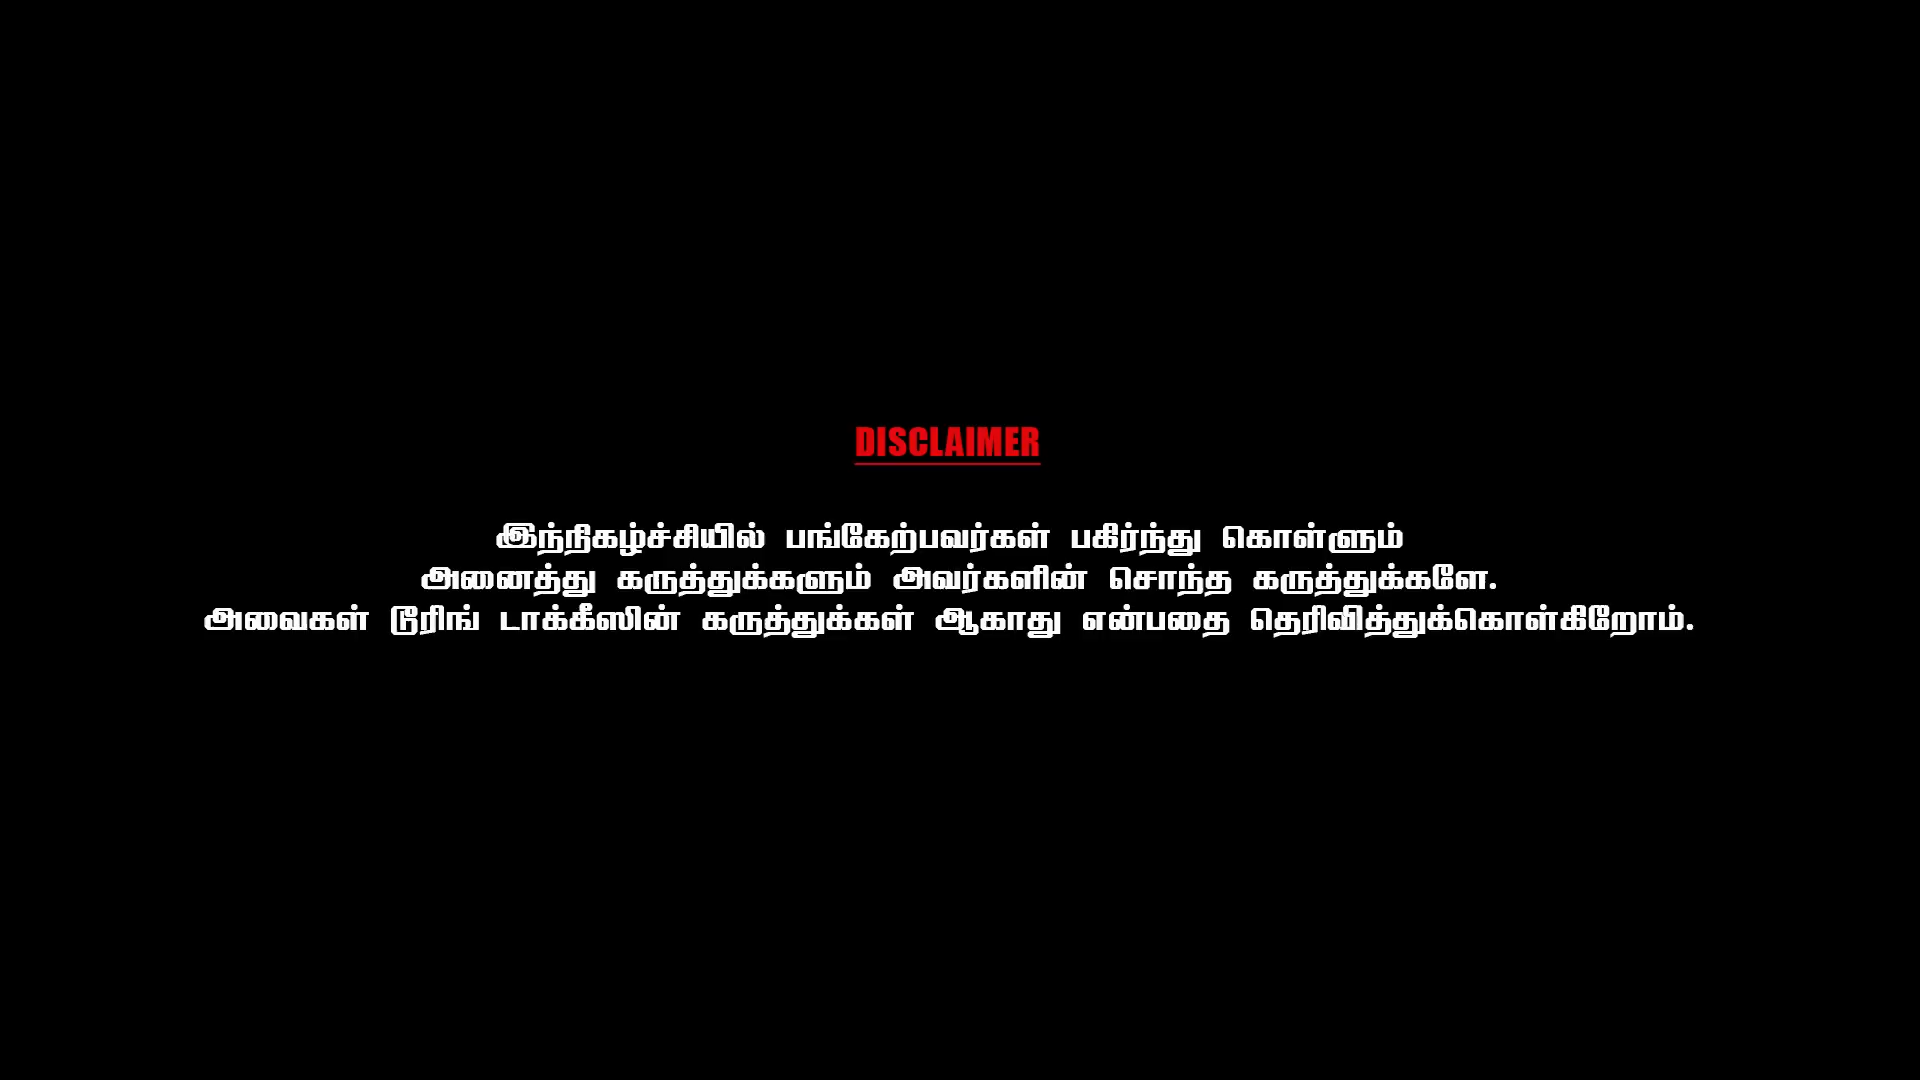 DISCLAIMER
இந்நிகழ்ச்சியில் பங்கேற்பவர்கள் பகிர்ந்து கொள்ளும்
அனைத்து கருத்துக்களும் அவர்களின் சொந்த கருத்துக்களே.
அவைகள் டூரிங் டாக்கீஸின் கருத்துக்கள் ஆகாது என்பதை தெரிவித்துக்கொள்கிறோம்.